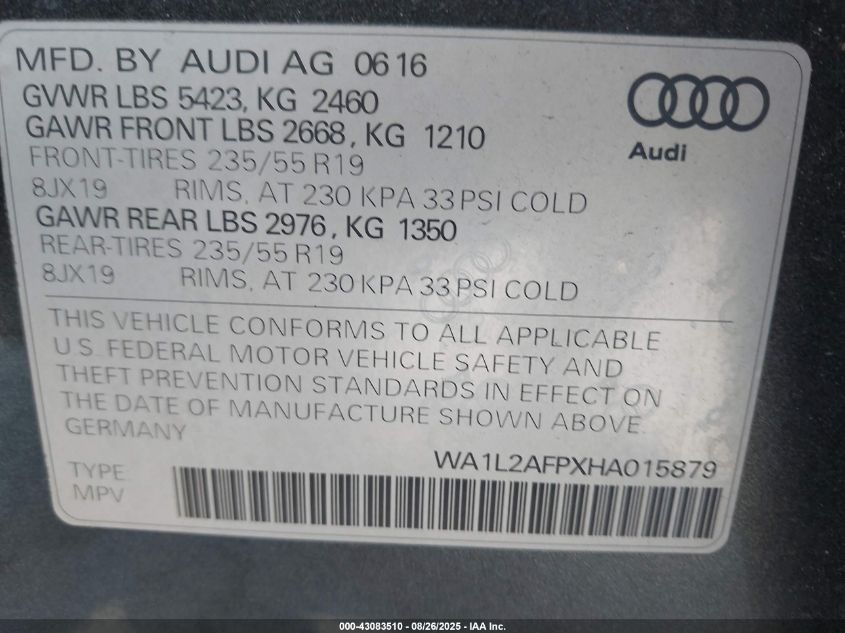 MFD. BY AUDI AG 0616
GVWR LBS 5423, KG 2460
GAWR FRONT LBS 2668, KG 1210
FRONT-TIRES 235/55 R19
8JX19 RIMS, AT 230 KPA 33 PSI COLD
GAWR REAR LBS 2976, KG 1350
REAR-TIRES 235/55 R19
8JX19 RIMS, AT 230 KPA 33 PSI COLD
Audi
THIS VEHICLE CONFORMS TO ALL APPLICABLE
U.S. FEDERAL MOTOR VEHICLE SAFETY AND
THEFT PREVENTION STANDARDS IN EFFECT ON
THE DATE OF MANUFACTURE SHOWN ABOVE.
GERMANY
WA1L2AFPXHA015879
TYPE
MPV
000-43083510 - 08/26/2025 - IAA Inc.